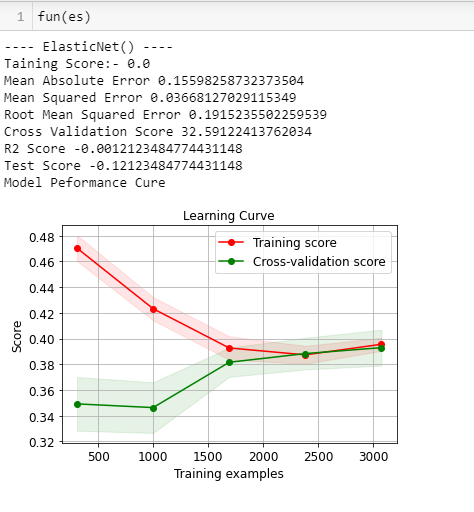 1 fun(es)
---- ElasticNet() ----
Taining Score:- 0.0
Mean Absolute Error 0.15598258732373504
Mean Squared Error 0.03668127029115349
Root Mean Squared Error 0.1915235502259539
Cross Validation Score 32.59122413762034
R2 Score -0.0012123484774431148
Test Score -0.12123484774431148
Model Peformance Cure
Learning Curve
Training score
Cross-validation score
0.48
0.46
0.44
0.42
0.40
0.38
0.36
0.34
0.32
Score
500 1000 1500 2000 2500 3000
Training examples